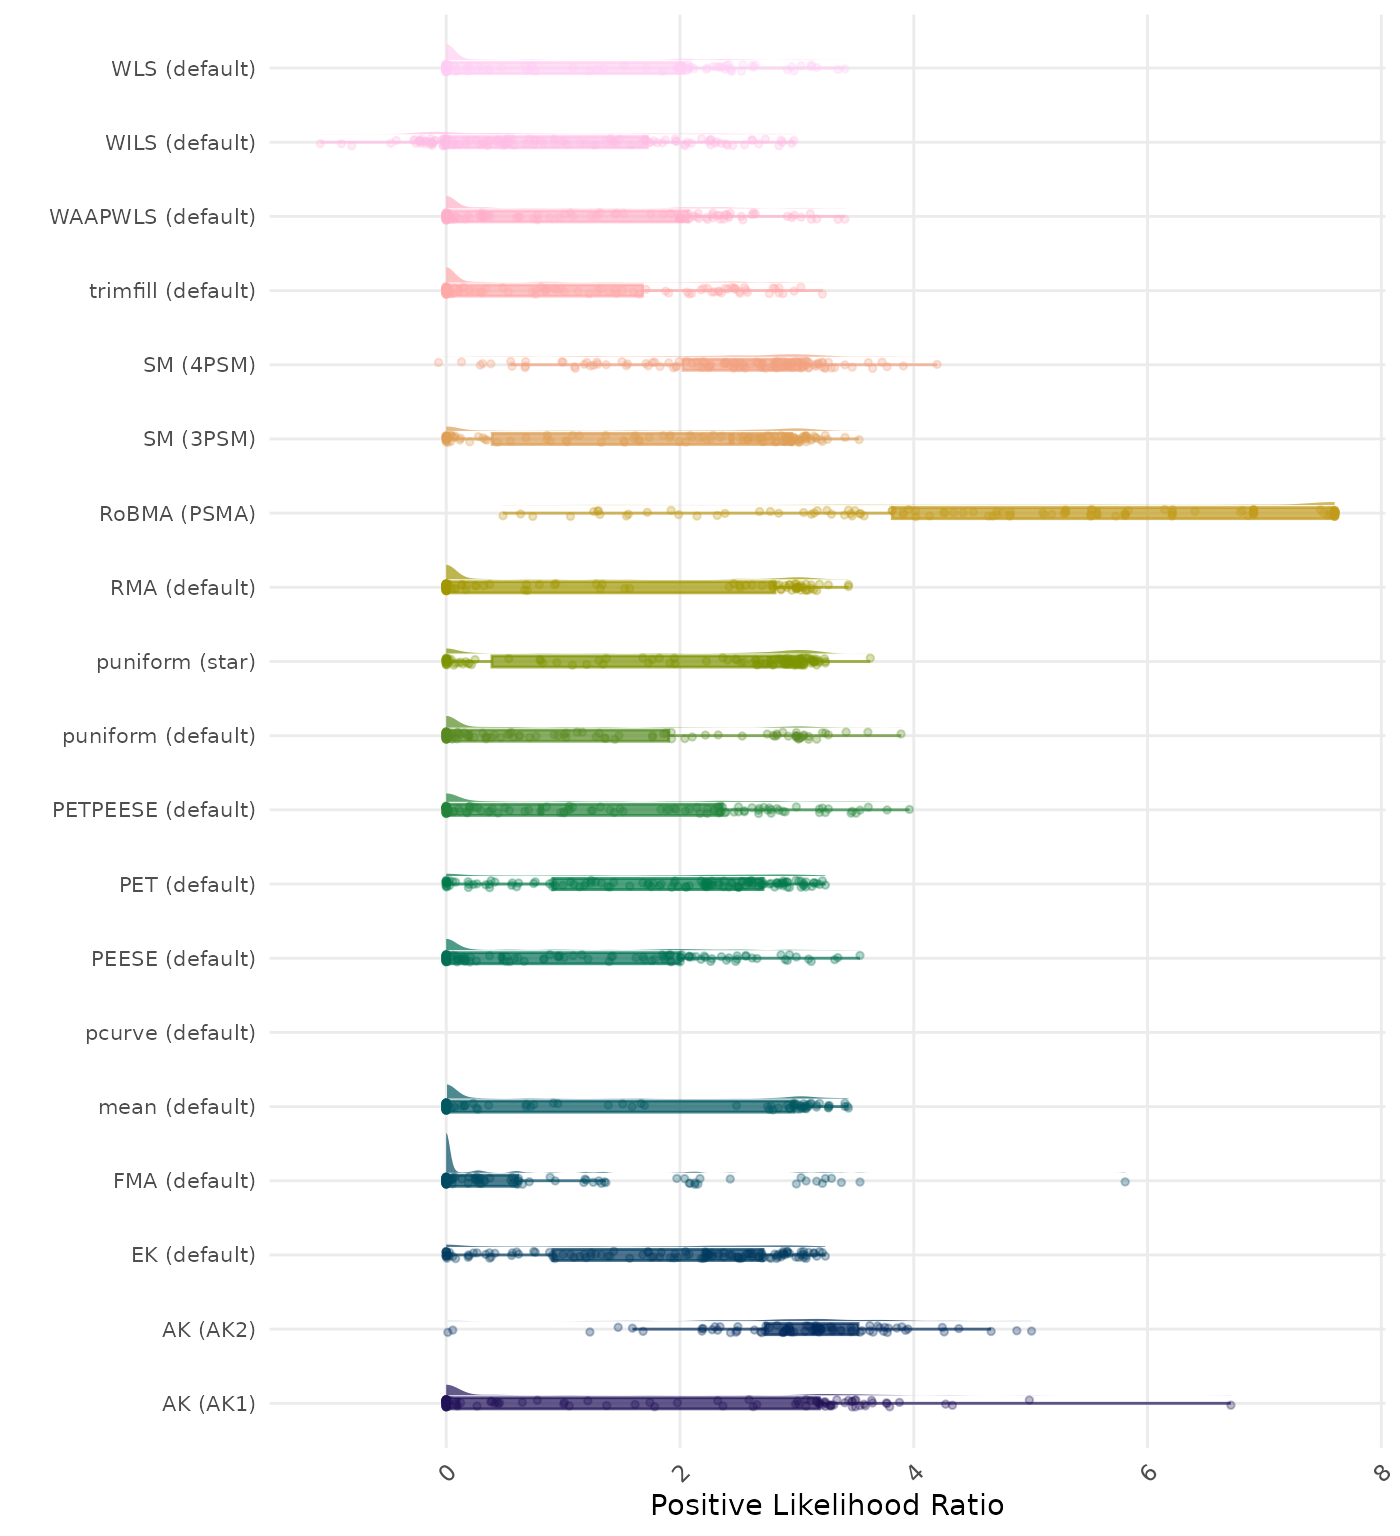 WLS (default)
WILS (default)
WAAPWLS (default)
trimfill (default)
SM (4PSM)
SM (3PSM)
RoBMA (PSMA)
RMA (default)
puniform (star)
puniform (default)
PETPEESE (default)
PET (default)
PEESE (default)
pcurve (default)
mean (default)
FMA (default)
EK (default)
AK (AK2)
AK (AK1)
0 2 4 6 8
Positive Likelihood Ratio